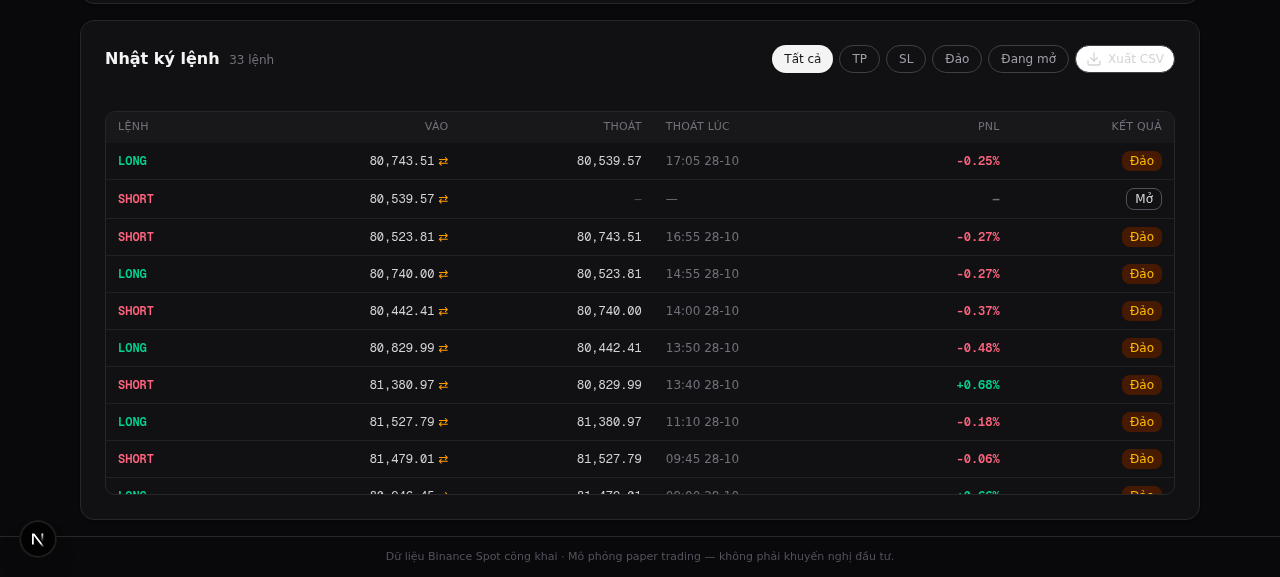 Nhật ký lệnh 33 lệnh Tất cả TP SL Đảo Đang mở Xuất CSV
LỆNH VÀO THOÁT THOÁT LÚC PNL KẾT QUẢ
LONG 80,743.51 ⇄ 80,539.57 17:05 28-10 -0.25% Đảo
SHORT 80,539.57 ⇄ — — — Mở
SHORT 80,523.81 ⇄ 80,743.51 16:55 28-10 -0.27% Đảo
LONG 80,740.00 ⇄ 80,523.81 14:55 28-10 -0.27% Đảo
SHORT 80,442.41 ⇄ 80,740.00 14:00 28-10 -0.37% Đảo
LONG 80,829.99 ⇄ 80,442.41 13:50 28-10 -0.48% Đảo
SHORT 81,380.97 ⇄ 80,829.99 13:40 28-10 +0.68% Đảo
LONG 81,527.79 ⇄ 81,380.97 11:10 28-10 -0.18% Đảo
SHORT 81,479.01 ⇄ 81,527.79 09:45 28-10 -0.06% Đảo
LONG 81,479.01 28-10 Đảo
N
Dữ liệu Binance Spot công khai · Mô phỏng paper trading — không phải khuyến nghị đầu tư.